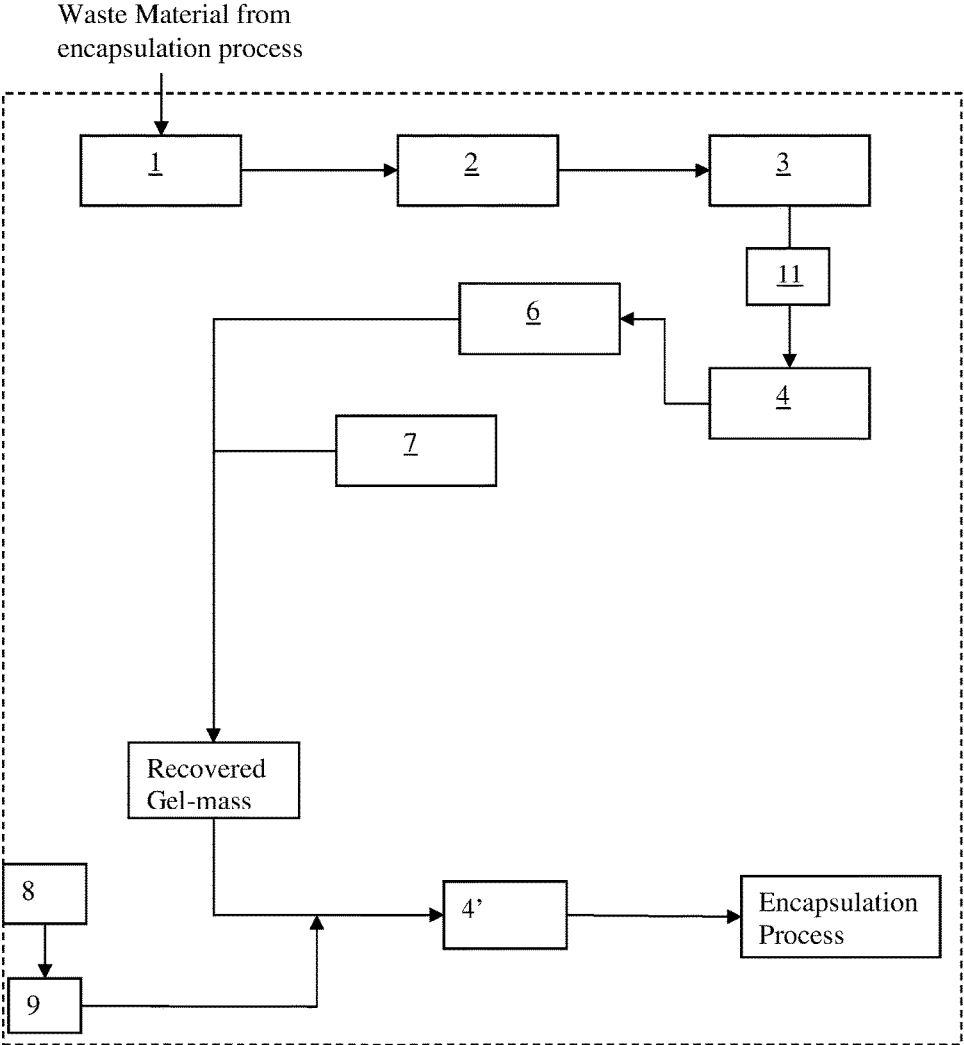 Waste Material from
encapsulation process
1
2
3
11
6
4
7
Recovered
Gel-mass
8
4’
Encapsulation
Process
9